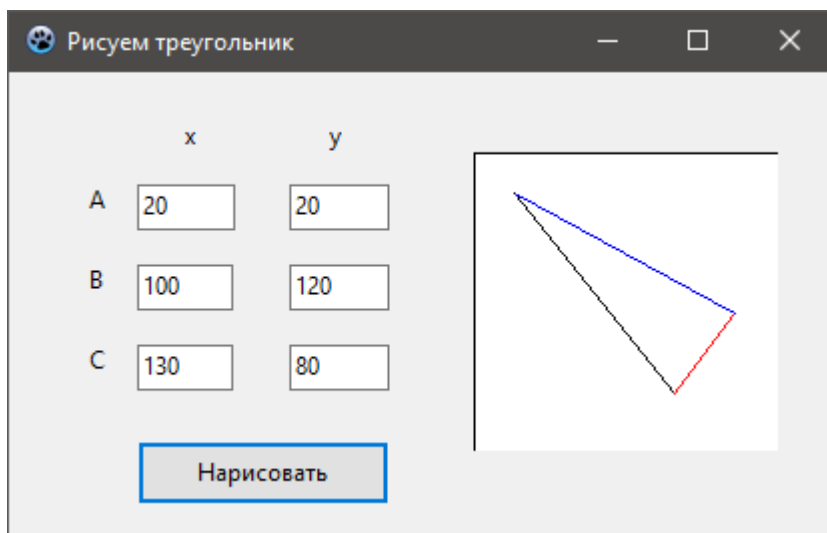 Рисуем треугольник
x y
A 20 20
B 100 120
C 130 80
Нарисовать